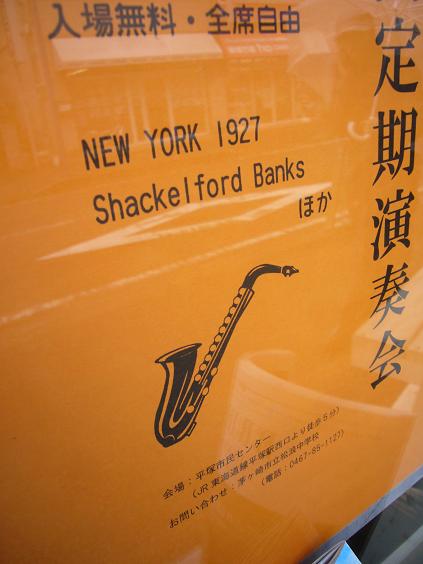 定期演奏会
入場無料・全席自由
NEW YORK 1927
Shackelford Banks
ほか
会場：平塚市民センター
（JR東海道線平塚駅西口より徒歩5分）
お問い合わせ：茅ヶ崎市立松浪中学校
（電話：0467-85-1127）